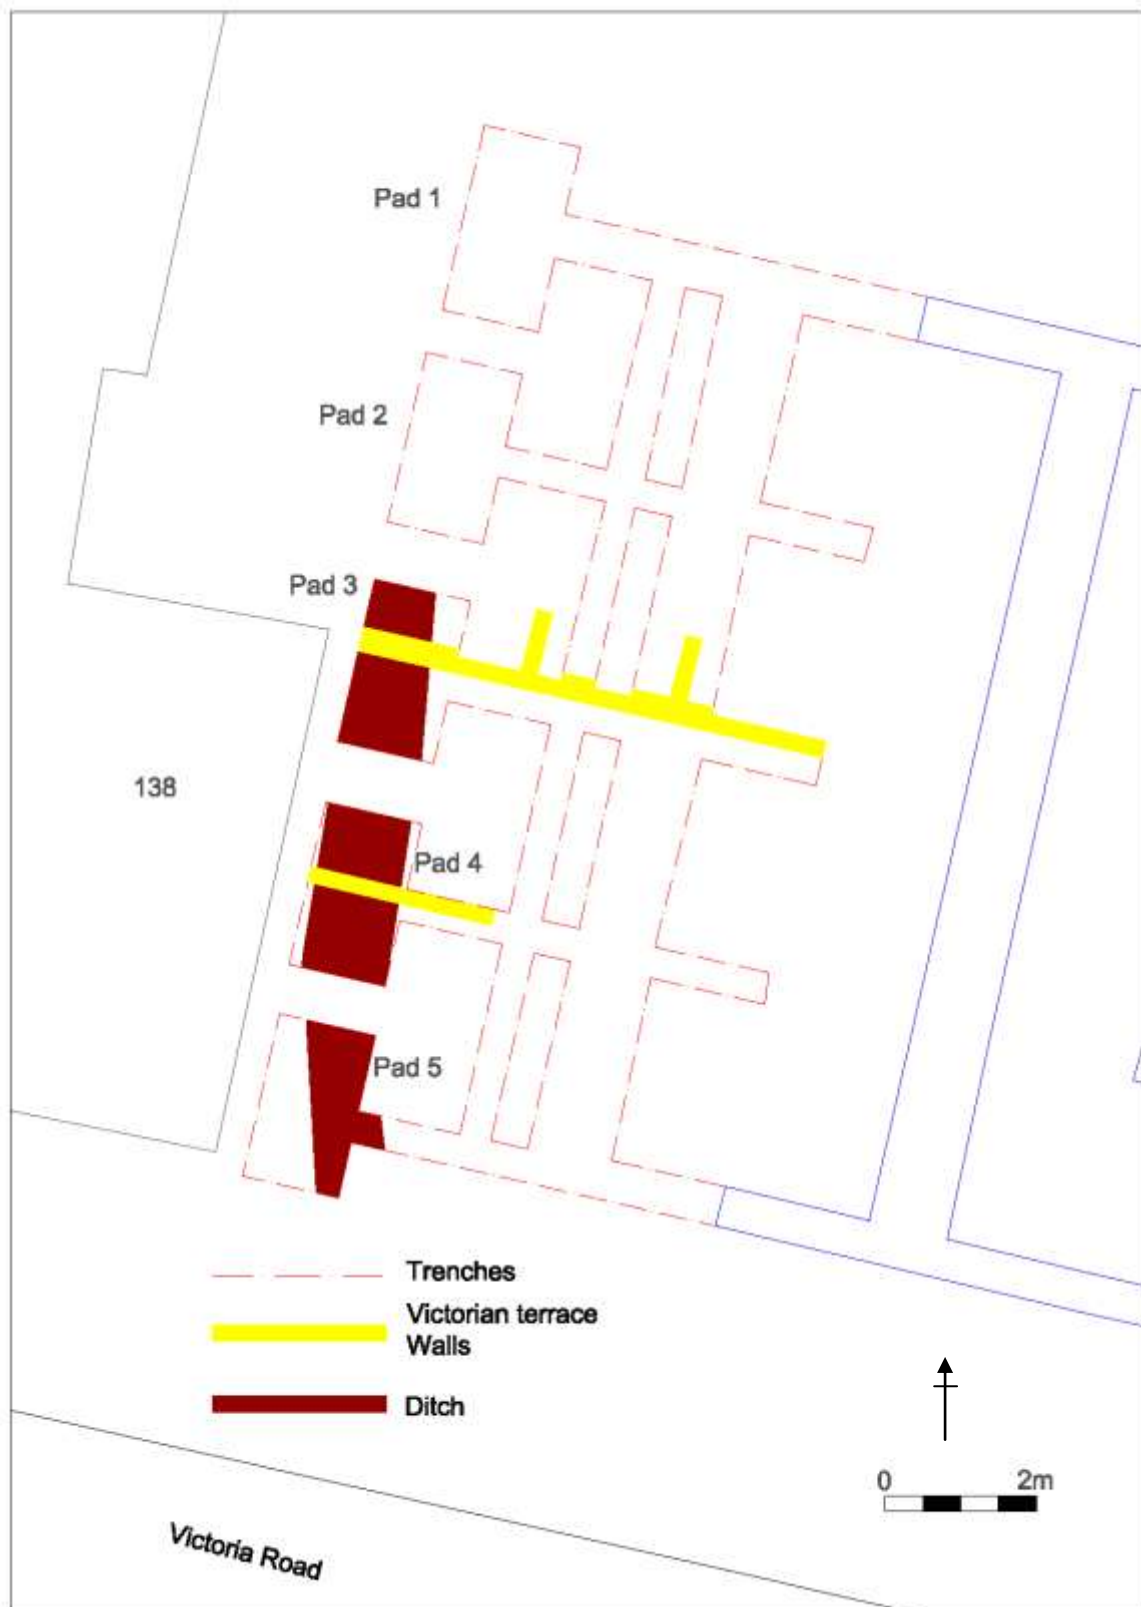 Pad 1
Pad 2
Pad 3
138
Pad 4
Pad 5
Trenches
Victorian terrace
Walls
Ditch
0 2m
Victoria Road